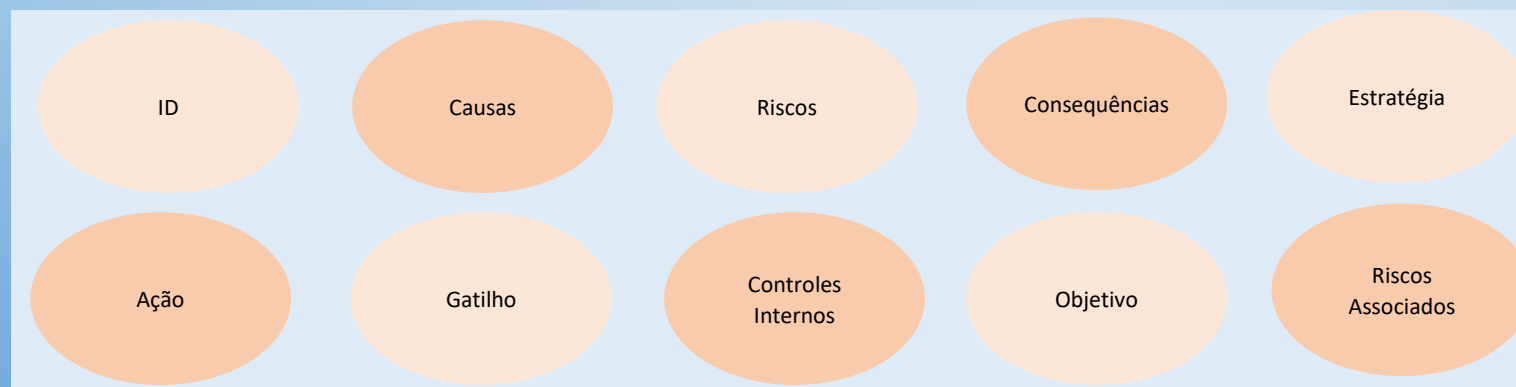 ID
Causas
Riscos
Consequências
Estratégia
Ação
Gatilho
Controles
Internos
Objetivo
Riscos
Associados